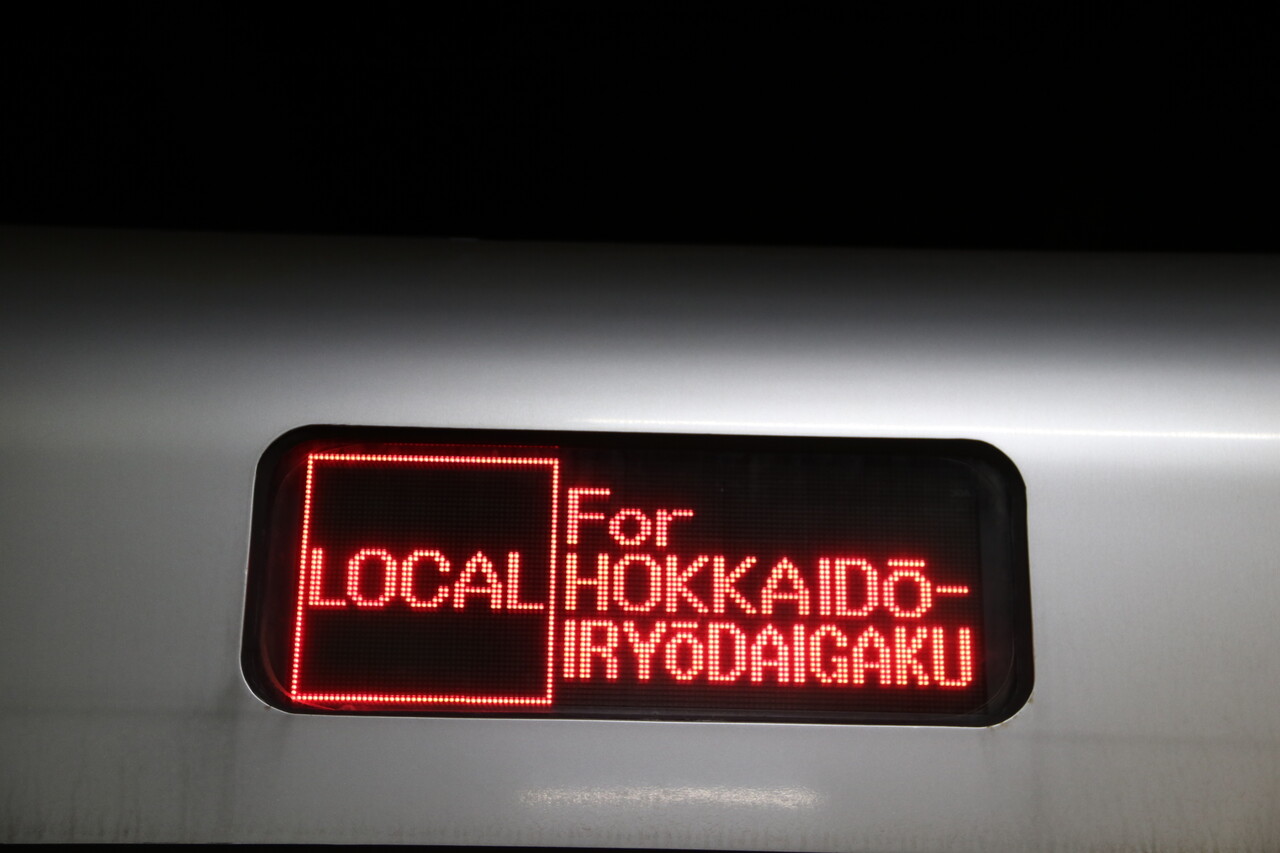 LOCAL
For
HOKKAIDō-
IRYōDAIGAKU